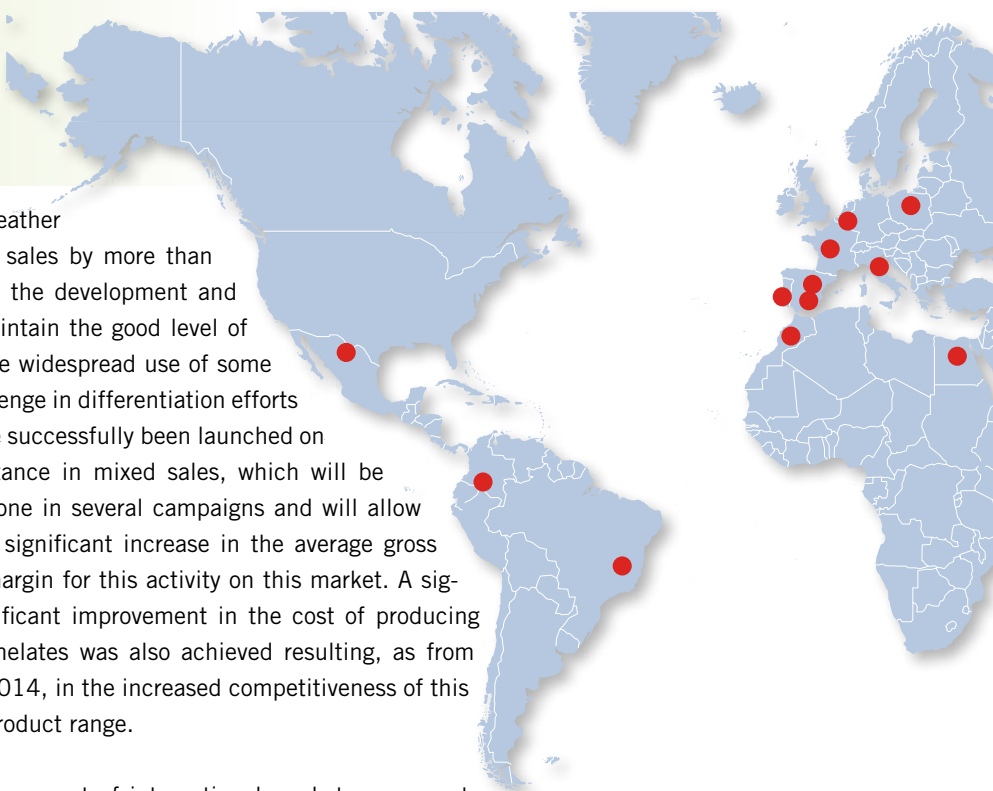 eather
sales by more than
the development and
intain the good level of
e widespread use of some
enge in differentiation efforts
successfully been launched on
tance in mixed sales, which will be
one in several campaigns and will allow
significant increase in the average gross
argin for this activity on this market. A sig-
ificant improvement in the cost of producing
helates was also achieved resulting, as from
014, in the increased competitiveness of this
roduct range.